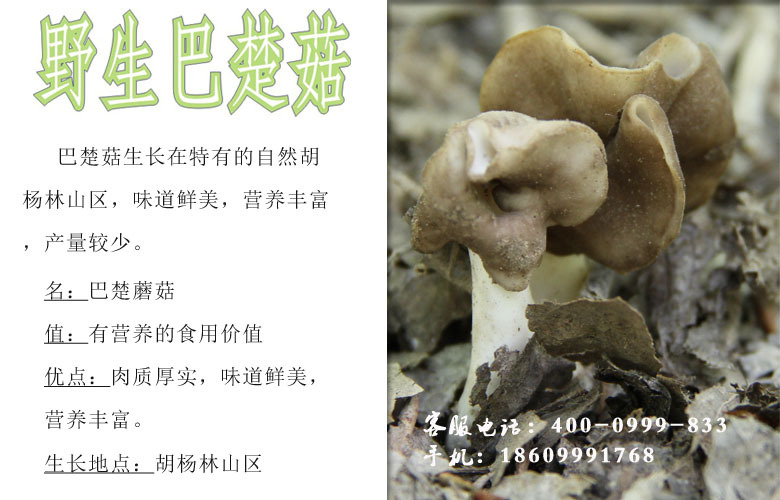 野生巴楚菇
巴楚菇生长在特有的自然胡
杨林山区，味道鲜美，营养丰富
，产量较少。
名：巴楚蘑菇
值：有营养的食用价值
优点：肉质厚实，味道鲜美，
营养丰富。
生长地点：胡杨林山区
客服电话：400-0999-833
手机：18609991768